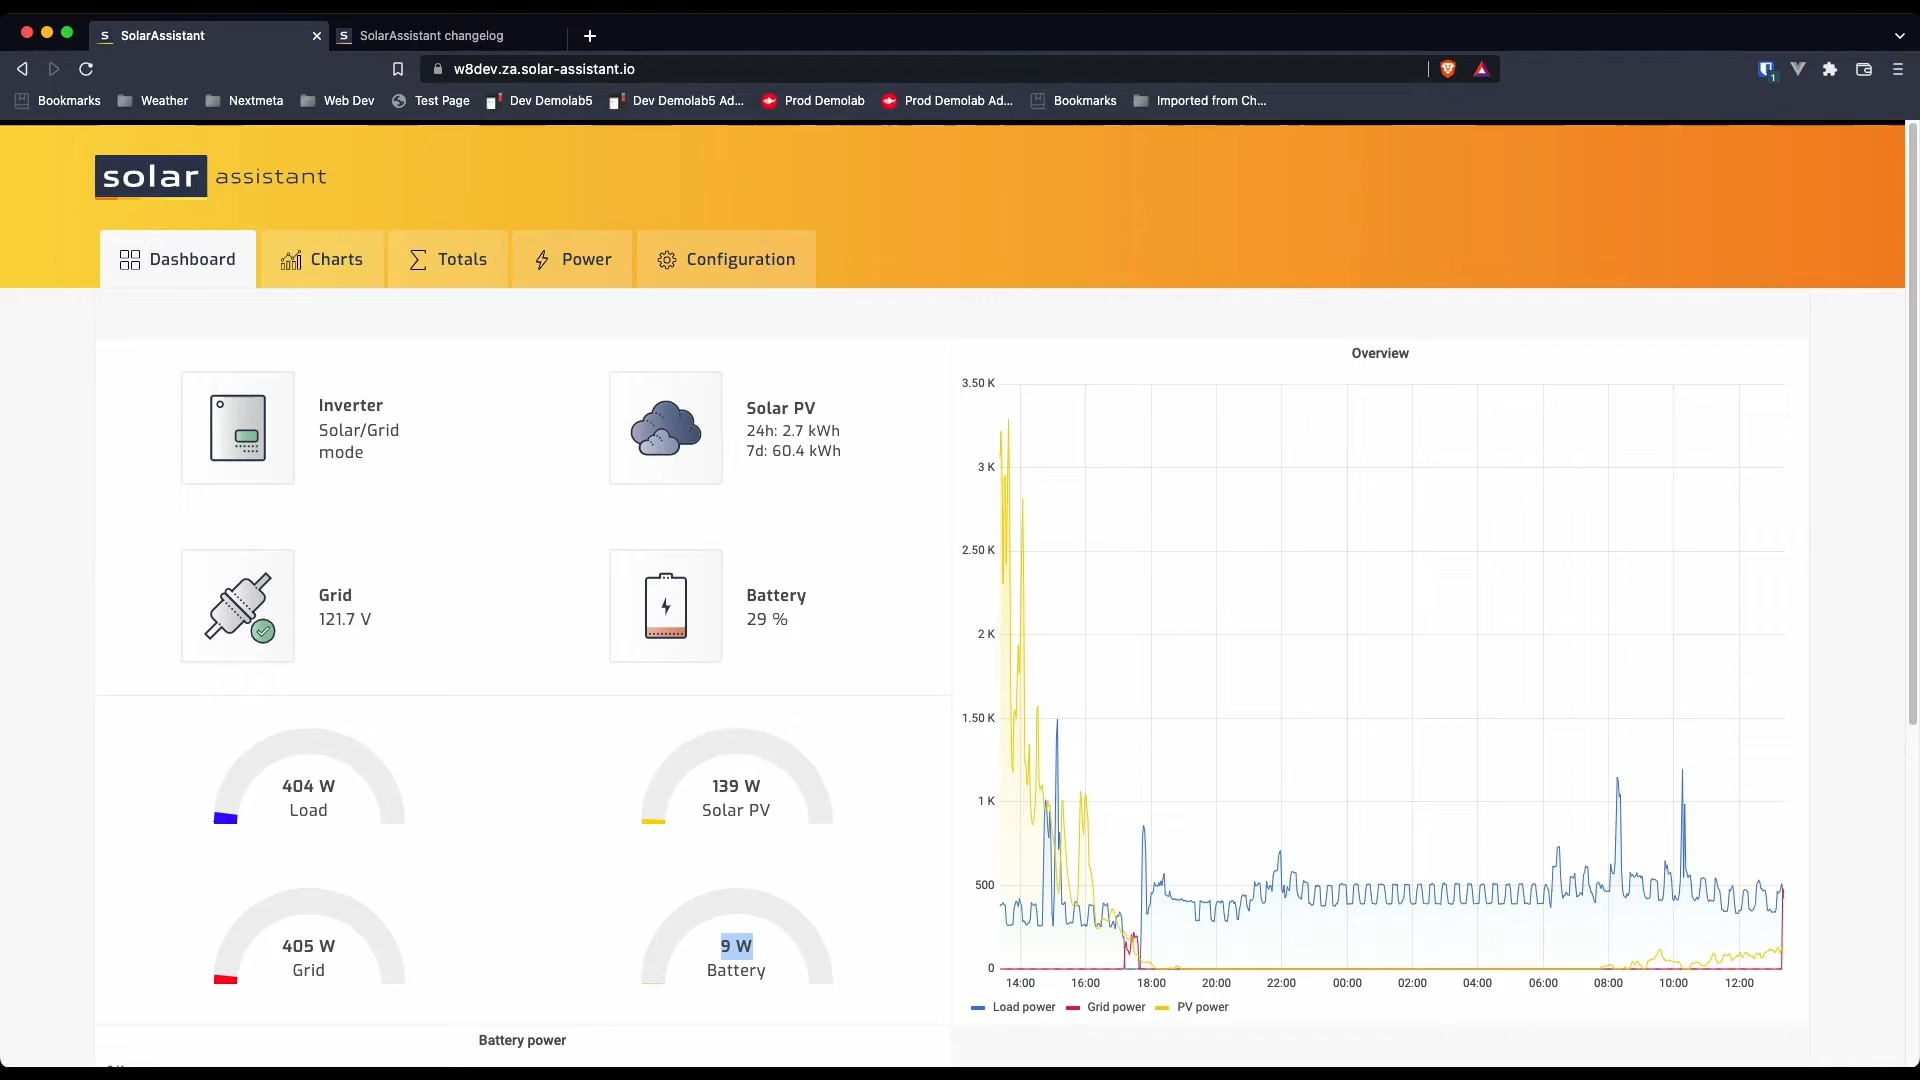 SolarAssistant
SolarAssistant changelog
w8dev.za.solar-assistant.io
1
Bookmarks
Weather
Nextmeta
Web Dev
Test Page
Dev Demolab5
Dev Demolab5 Ad...
Prod Demolab
Prod Demolab Ad...
Bookmarks
Imported from Ch...
solar assistant
Dashboard
Charts
Totals
Power
Configuration
Inverter
Solar/Grid
mode
Solar PV
24h: 2.7 kWh
7d: 60.4 kWh
Grid
121.7 V
Battery
29 %
404 W
Load
139 W
Solar PV
405 W
Grid
9 W
Battery
Battery power
Overview
3.50 K
3 K
2.50 K
2 K
1.50 K
1 K
500
0
14:00 16:00 18:00 20:00 22:00 00:00 02:00 04:00 06:00 08:00 10:00 12:00
Load power Grid power PV power